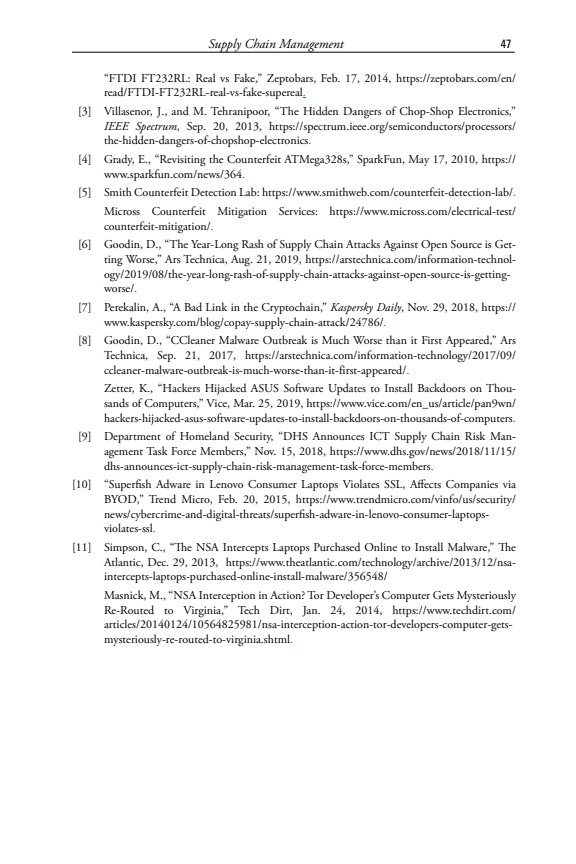 Supply Chain Management 47
“FTDI FT232RL: Real vs Fake,” Zeptobars, Feb. 17, 2014, https://zeptobars.com/en/
read/FTDI-FT232RL-real-vs-fake-supereal.
[3] Villasenor, J., and M. Tehranipoor, “The Hidden Dangers of Chop-Shop Electronics,”
IEEE Spectrum, Sep. 20, 2013, https://spectrum.ieee.org/semiconductors/processors/
the-hidden-dangers-of-chopshop-electronics.
[4] Grady, E., “Revisiting the Counterfeit ATMega328s,” SparkFun, May 17, 2010, https://
www.sparkfun.com/news/364.
[5] Smith Counterfeit Detection Lab: https://www.smithweb.com/counterfeit-detection-lab/.
Micross Counterfeit Mitigation Services: https://www.micross.com/electrical-test/
counterfeit-mitigation/.
[6] Goodin, D., “The Year-Long Rash of Supply Chain Attacks Against Open Source is Get-
ting Worse,” Ars Technica, Aug. 21, 2019, https://arstechnica.com/information-technol-
ogy/2019/08/the-year-long-rash-of-supply-chain-attacks-against-open-source-is-getting-
worse/.
[7] Perekalin, A., “A Bad Link in the Cryptochain,” Kaspersky Daily, Nov. 29, 2018, https://
www.kaspersky.com/blog/copay-supply-chain-attack/24786/.
[8] Goodin, D., “CCleaner Malware Outbreak is Much Worse than it First Appeared,” Ars
Technica, Sep. 21, 2017, https://arstechnica.com/information-technology/2017/09/
ccleaner-malware-outbreak-is-much-worse-than-it-first-appeared/.
Zetter, K., “Hackers Hijacked ASUS Software Updates to Install Backdoors on Thou-
sands of Computers,” Vice, Mar. 25, 2019, https://www.vice.com/en_us/article/pan9wn/
hackers-hijacked-asus-software-updates-to-install-backdoors-on-thousands-of-computers.
[9] Department of Homeland Security, “DHS Announces ICT Supply Chain Risk Man-
agement Task Force Members,” Nov. 15, 2018, https://www.dhs.gov/news/2018/11/15/
dhs-announces-ict-supply-chain-risk-management-task-force-members.
[10] “Superfish Adware in Lenovo Consumer Laptops Violates SSL, Affects Companies via
BYOD,” Trend Micro, Feb. 20, 2015, https://www.trendmicro.com/vinfo/us/security/
news/cybercrime-and-digital-threats/superfish-adware-in-lenovo-consumer-laptops-
violates-ssl.
[11] Simpson, C., “The NSA Intercepts Laptops Purchased Online to Install Malware,” The
Atlantic, Dec. 29, 2013, https://www.theatlantic.com/technology/archive/2013/12/nsa-
intercepts-laptops-purchased-online-install-malware/356548/
Masnick, M., “NSA Interception in Action? Tor Developer’s Computer Gets Mysteriously
Re-Routed to Virginia,” Tech Dirt, Jan. 24, 2014, https://www.techdirt.com/
articles/20140124/10564825981/nsa-interception-action-tor-developers-computer-gets-
mysteriously-re-routed-to-virginia.shtml.